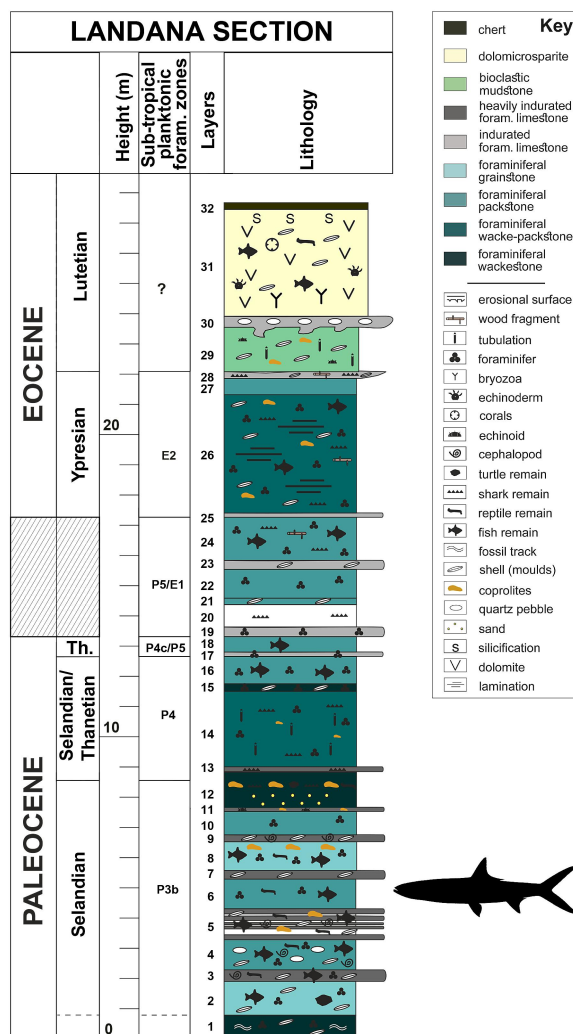 LANDANA SECTION
Height (m)
Sub-tropical
planktonic
foram. zones
Layers
Lithology
EOCENE
PALEOCENE
Lutetian
Ypresian
Th.
Selandian/
Thanetian
Selandian
20
10
0
?
E2
P5/E1
P4c/P5
P4
P3b
32
31
30
29
28
27
26
25
24
23
22
21
20
19
18
17
16
15
14
13
12
11
10
9
8
7
6
5
4
3
2
1
S S S
Key
chert
dolomicrosparite
bioclastic
mudstone
heavily indurated
foram. limestone
indurated
foram. limestone
foraminiferal
grainstone
foraminiferal
packstone
foraminiferal
wacke-packstone
foraminiferal
wackestone
erosional surface
wood fragment
tubulation
foraminifer
bryozoa
echinoderm
corals
echinoid
cephalopod
turtle remain
shark remain
reptile remain
fish remain
fossil track
shell (moulds)
coprolites
quartz pebble
sand
S silicification
dolomite
lamination